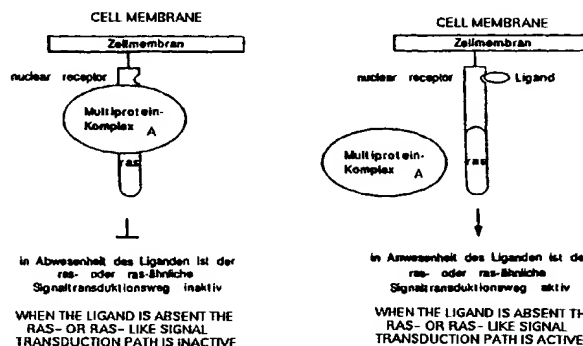 CELL MEMBRANE
Zellmembran
nuclear receptor
Multiprotein-
Komplex A
ras
in Abwesenheit des Liganden ist der
ras- oder ras-ähnliche
Signaltransduktionsweg inaktiv
WHEN THE LIGAND IS ABSENT THE
RAS- OR RAS- LIKE SIGNAL
TRANSDUCTION PATH IS INACTIVE
CELL MEMBRANE
Zellmembran
nuclear receptor
Ligand
Multiprotein-
Komplex A
ras
in Anwesenheit des Liganden ist der
ras- oder ras-ähnliche
Signaltransduktionsweg aktiv
WHEN THE LIGAND IS ABSENT THE
RAS- OR RAS- LIKE SIGNAL
TRANSDUCTION PATH IS ACTIVE